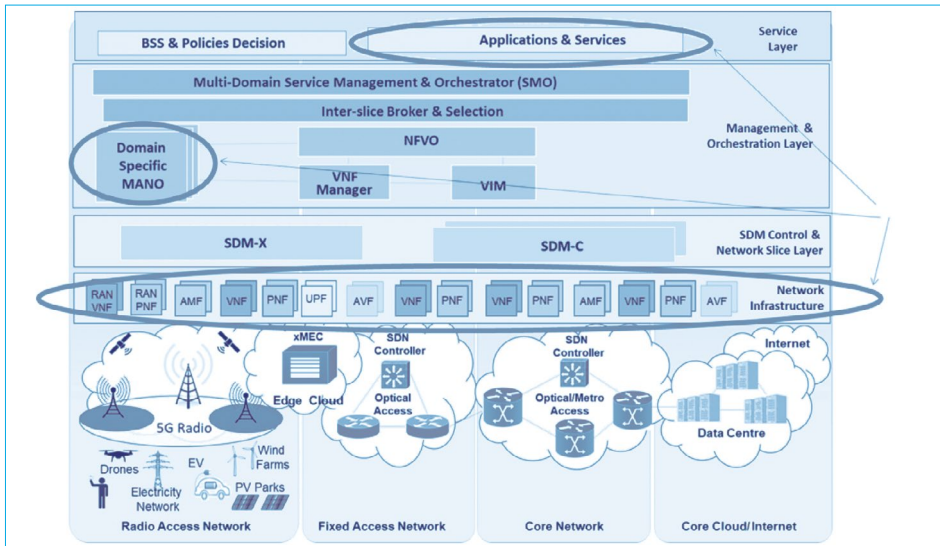 BSS & Policies Decision
Applications & Services
Service
Layer
Multi-Domain Service Management & Orchestrator (SMO)
Inter-slice Broker & Selection
Domain
Specific
MANO
NFVO
VNF
Manager
VIM
Management &
Orchestration Layer
SDM-X
SDM-C
SDM Control &
Network Slice Layer
RAN
VNF
RAN
PNF
AMF
VNF
PNF
UPF
AVF
VNF
PNF
VNF
PNF
AMF
VNF
PNF
AVF
Network
Infrastructure
xMEC
Edge Cloud
SDN
Controller
Optical
Access
SDN
Controller
Optical/Metro
Access
Internet
Data Centre
5G Radio
Drones
Electricity
Network
EV
Wind
Farms
PV Parks
Radio Access Network
Fixed Access Network
Core Network
Core Cloud/Internet